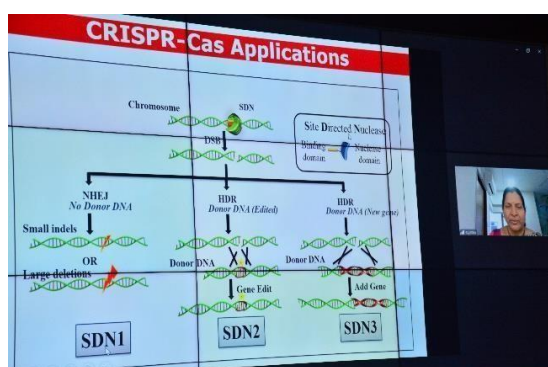 CRISPR-Cas Applications
Chromosome
SDN
DSB
Site Directed Nuclease
Binding domain
Nuclease domain
NHEJ
No Donor DNA
Small indels
OR
Large deletions
SDN1
HDR
Donor DNA (Edited)
Donor DNA
Gene Edit
SDN2
HDR
Donor DNA (New gene)
Donor DNA
Add Gene
SDN3